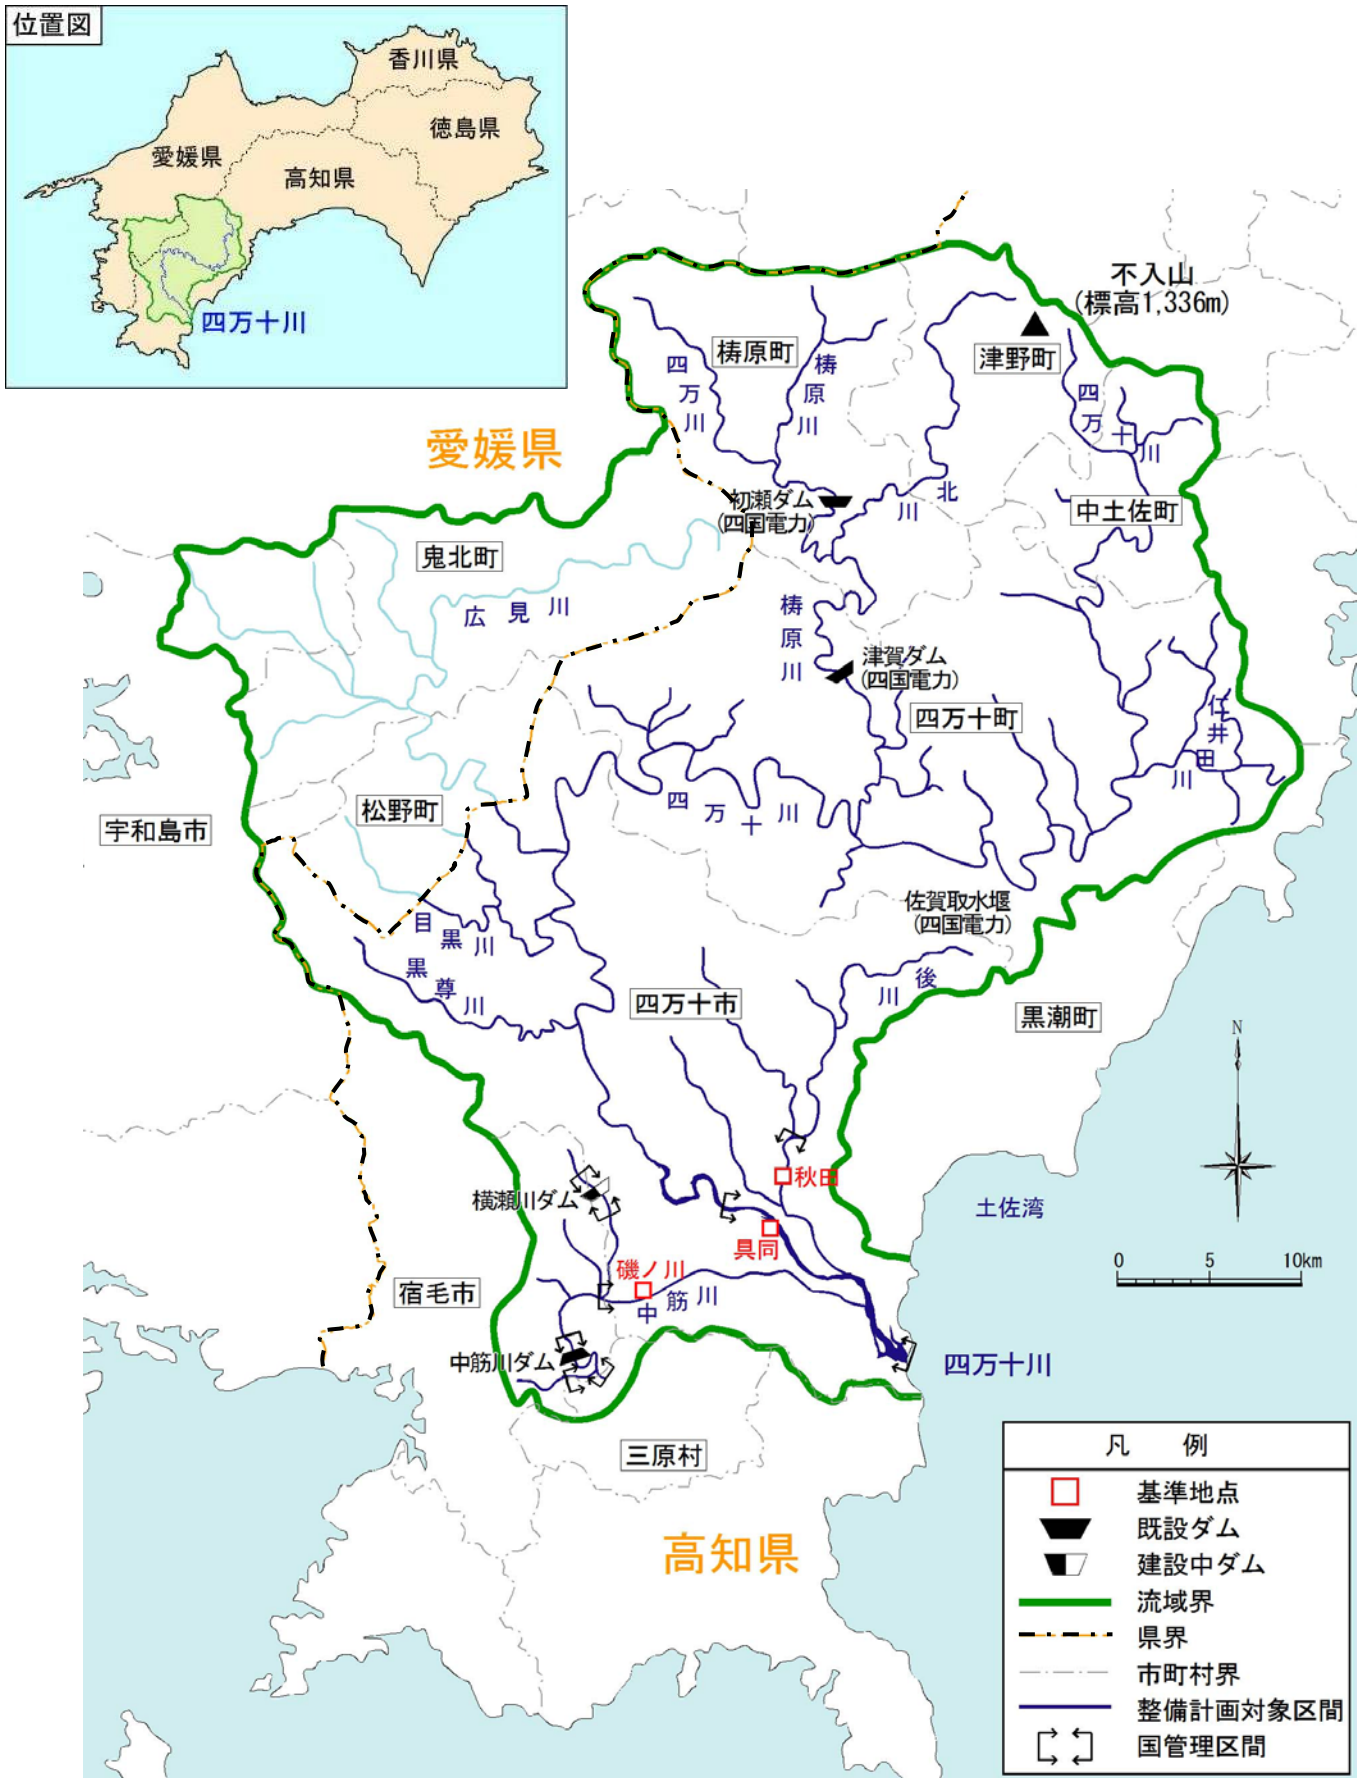 位置図
香川県
徳島県
愛媛県
高知県
四万十川
不入山
(標高1,336m)
梼原町
津野町
四万川
梼原川
四万十川
愛媛県
初瀬ダム
(四国電力)
北川
中土佐町
鬼北町
広見川
梼原川
津賀ダム
(四国電力)
四万十町
仁井田川
松野町
四万十川
宇和島市
佐賀取水堰
(四国電力)
目黒川
黒尊川
四万十市
後川
黒潮町
N
秋田
横瀬川ダム
土佐湾
具同
磯ノ川
宿毛市
中筋川
0 5 10km
中筋川ダム
四万十川
三原村
高知県
凡 例
基準地点
既設ダム
建設中ダム
流域界
県界
市町村界
整備計画対象区間
国管理区間